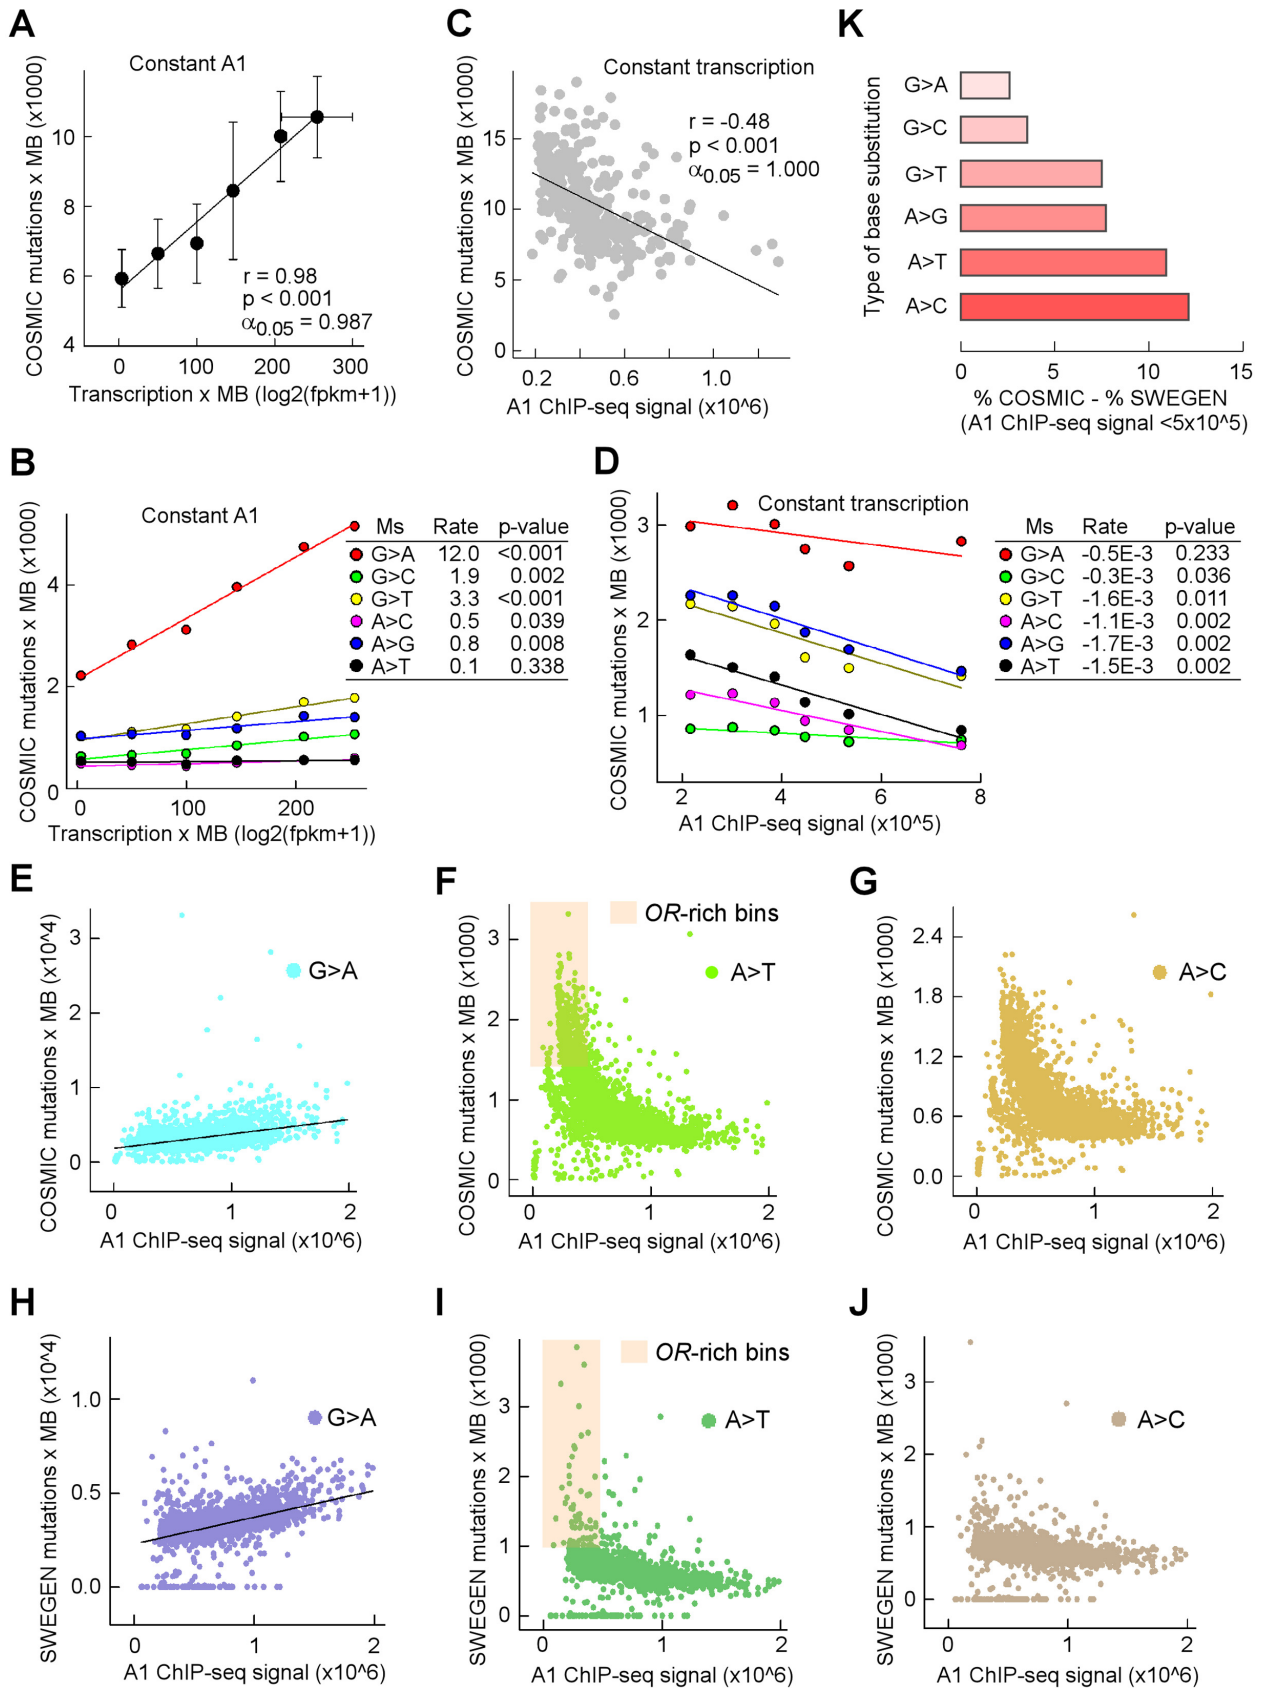 A
Constant A1
COSMIC mutations x MB (x1000)
10
8
6
4
r = 0.98
p < 0.001
α0.05 = 0.987
0 100 200 300
Transcription x MB (log2(fpkm+1))
C
Constant transcription
COSMIC mutations x MB (x1000)
15
10
5
0
r = -0.48
p < 0.001
α0.05 = 1.000
0.2 0.6 1.0
A1 ChIP-seq signal (x10^6)
K
Type of base substitution
G>A
G>C
G>T
A>G
A>T
A>C
0 5 10 15
% COSMIC - % SWEGEN
(A1 ChIP-seq signal <5x10^5)
B
Constant A1
COSMIC mutations x MB (x1000)
4
2
0
0 100 200
Transcription x MB (log2(fpkm+1))
Ms Rate p-value
G>A 12.0 <0.001
G>C 1.9 0.002
G>T 3.3 <0.001
A>C 0.5 0.039
A>G 0.8 0.008
A>T 0.1 0.338
D
Constant transcription
COSMIC mutations x MB (x1000)
3
2
1
2 4 6 8
A1 ChIP-seq signal (x10^5)
Ms Rate p-value
G>A -0.5E-3 0.233
G>C -0.3E-3 0.036
G>T -1.6E-3 0.011
A>C -1.1E-3 0.002
A>G -1.7E-3 0.002
A>T -1.5E-3 0.002
E
COSMIC mutations x MB (x10^4)
3
2
1
0
G>A
0 1 2
A1 ChIP-seq signal (x10^6)
F
COSMIC mutations x MB (x1000)
3
2
1
0
OR-rich bins
A>T
0 1 2
A1 ChIP-seq signal (x10^6)
G
COSMIC mutations x MB (x1000)
2.4
1.8
1.2
0.6
0.0
A>C
0 1 2
A1 ChIP-seq signal (x10^6)
H
SWEGEN mutations x MB (x10^4)
1.0
0.5
0.0
G>A
0 1 2
A1 ChIP-seq signal (x10^6)
I
SWEGEN mutations x MB (x1000)
3
2
1
0
OR-rich bins
A>T
0 1 2
A1 ChIP-seq signal (x10^6)
J
SWEGEN mutations x MB (x1000)
3
2
1
0
A>C
0 1 2
A1 ChIP-seq signal (x10^6)